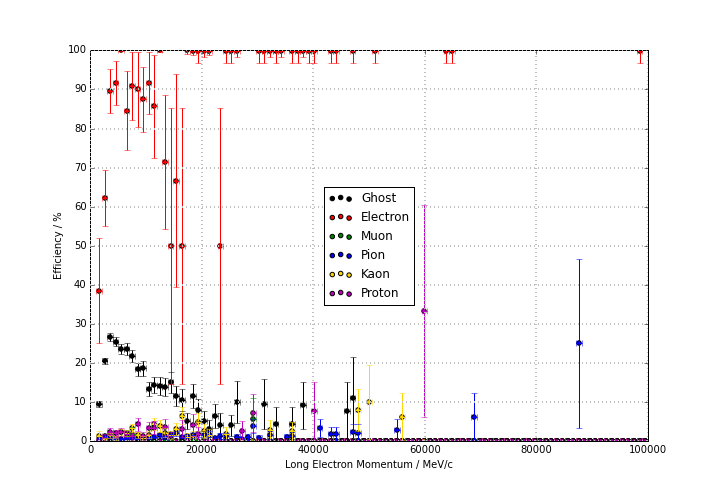 100
90
80
70
60
50
40
30
20
10
0
Efficiency / %
Ghost
Electron
Muon
Pion
Kaon
Proton
0 20000 40000 60000 80000 100000
Long Electron Momentum / MeV/c